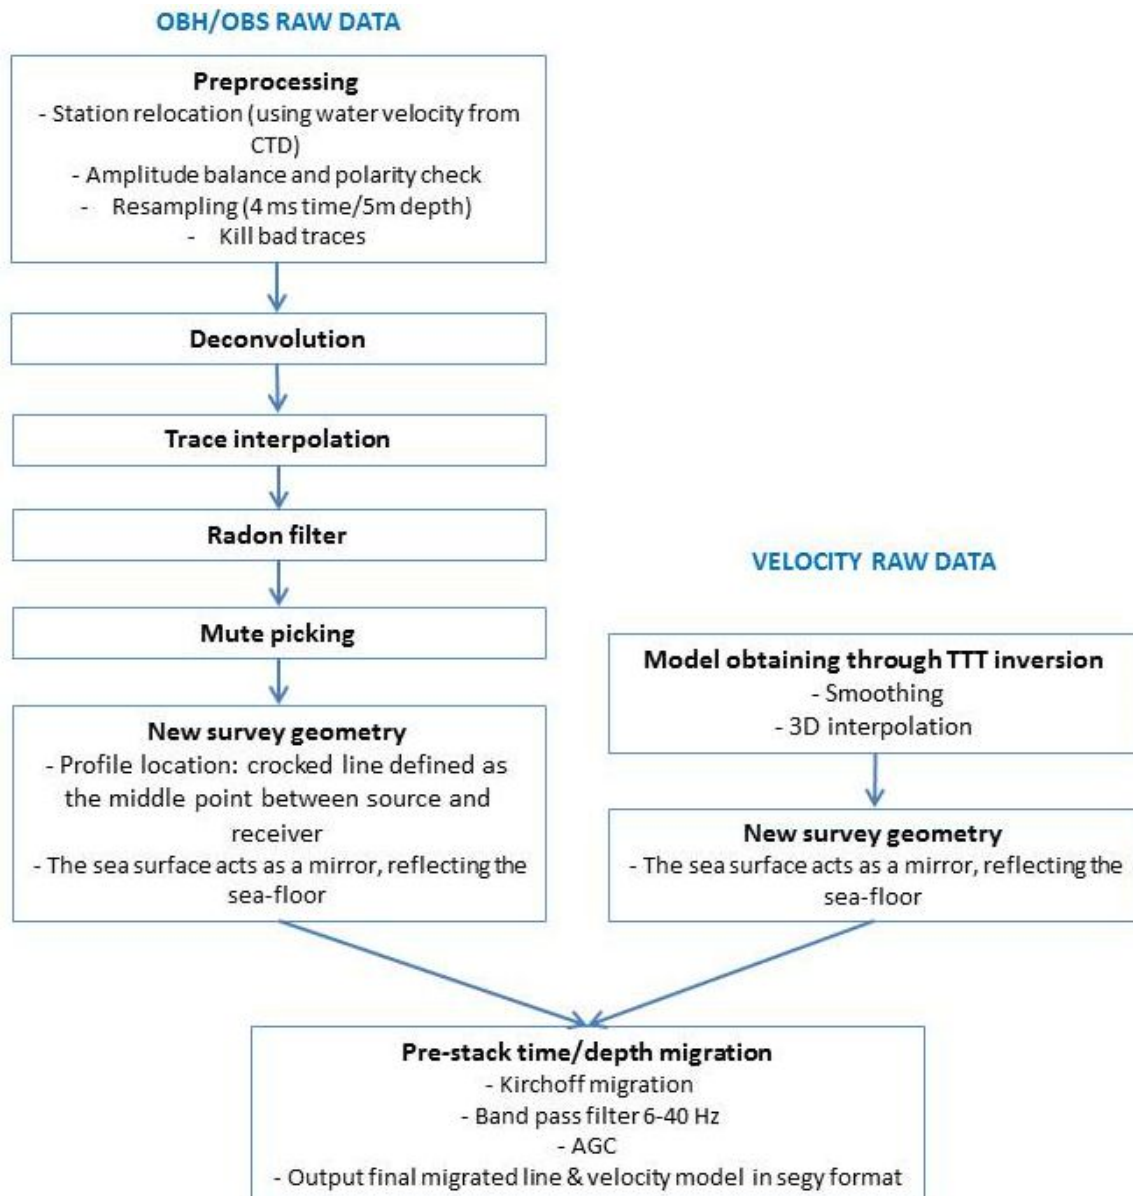 OBH/OBS RAW DATA
Preprocessing
- Station relocation (using water velocity from
CTD)
- Amplitude balance and polarity check
- Resampling (4 ms time/5m depth)
- Kill bad traces
Deconvolution
Trace interpolation
Radon filter
Mute picking
New survey geometry
- Profile location: crocked line defined as
the middle point between source and
receiver
- The sea surface acts as a mirror, reflecting the
sea-floor
VELOCITY RAW DATA
Model obtaining through TTT inversion
- Smoothing
- 3D interpolation
New survey geometry
- The sea surface acts as a mirror, reflecting the
sea-floor
Pre-stack time/depth migration
- Kirchoff migration
- Band pass filter 6-40 Hz
- AGC
- Output final migrated line & velocity model in segy format